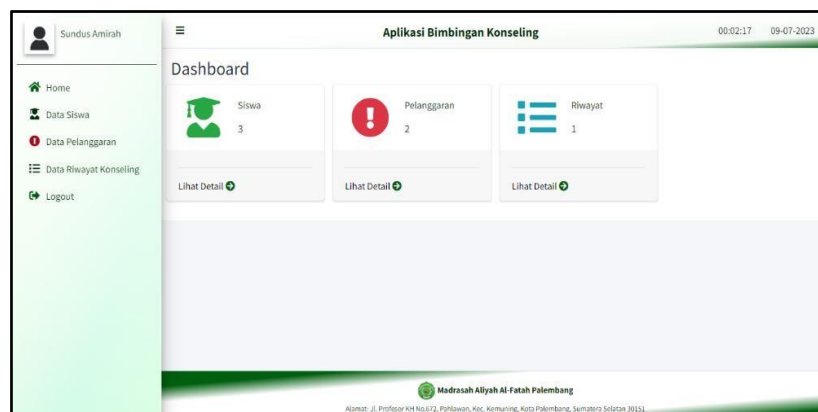 Sundus Amirah
Home
Data Siswa
Data Pelanggaran
Data Riwayat Konseling
Logout
Aplikasi Bimbingan Konseling
00:02:17 09-07-2023
Dashboard
Siswa
3
Lihat Detail
Pelanggaran
2
Lihat Detail
Riwayat
1
Lihat Detail
Madrasah Aliyah Al-Fatah Palembang
Alamat: Jl. Profesor KH No.672, Pahlawan, Kec. Kemuning, Kota Palembang, Sumatera Selatan 30151